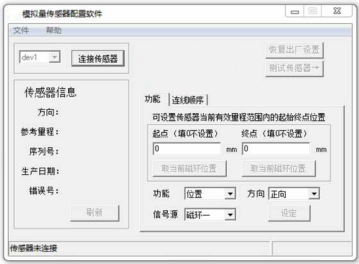 模拟量传感器配置软件
文件 帮助
dev1 连接传感器
恢复出厂设置
测试传感器→
传感器信息
方向:
参考量程:
序列号:
生产日期:
错误号:
刷新
功能 连线顺序
可设置传感器当前有效量程范围内的起始终点位置
起点(填0不设置) 终点(填0不设置)
0 mm 0 mm
取当前磁环位置 取当前磁环位置
功能 位置 方向 正向
信号源 磁环一 设定
传感器未连接